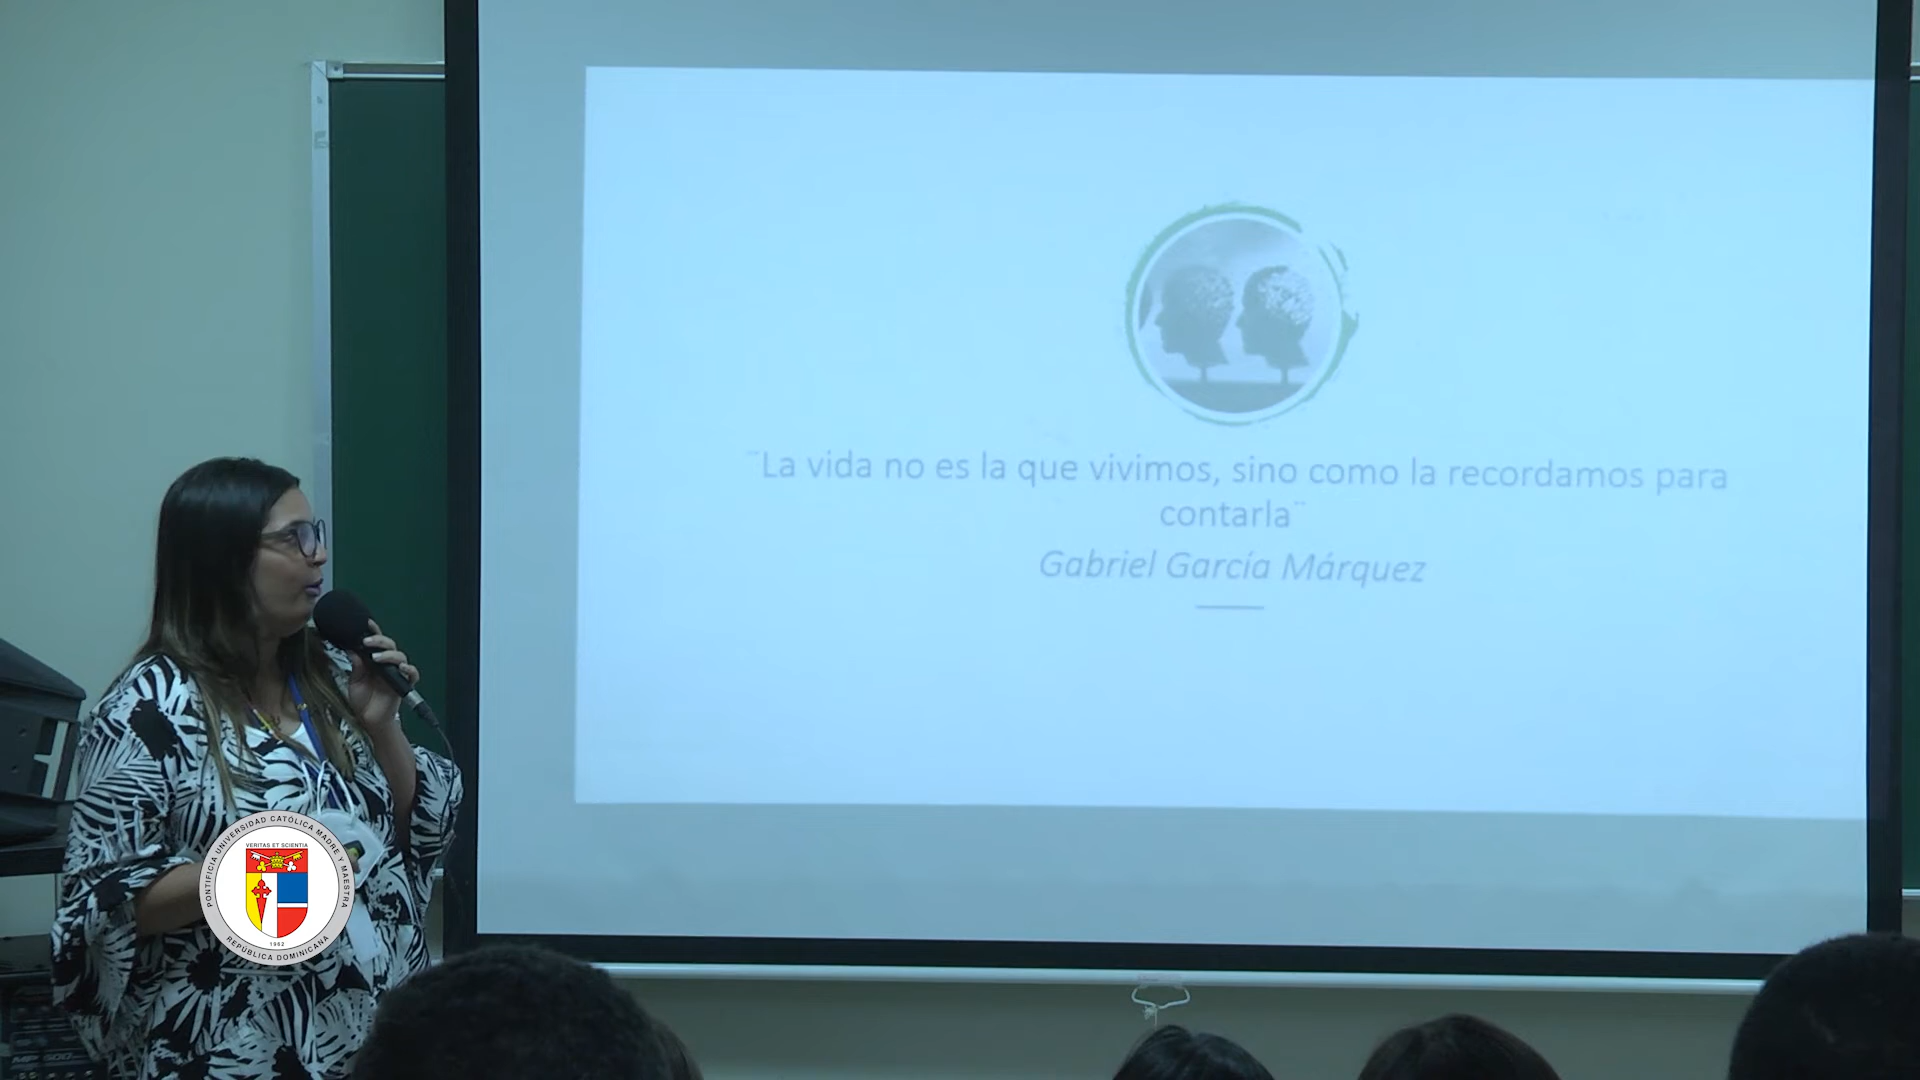 ¨La vida no es la que vivimos, sino como la recordamos para
contarla¨
Gabriel García Márquez
PONTIFICIA UNIVERSIDAD CATÓLICA MADRE Y MAESTRA
VERITAS ET SCIENTIA
1962
REPÚBLICA DOMINICANA